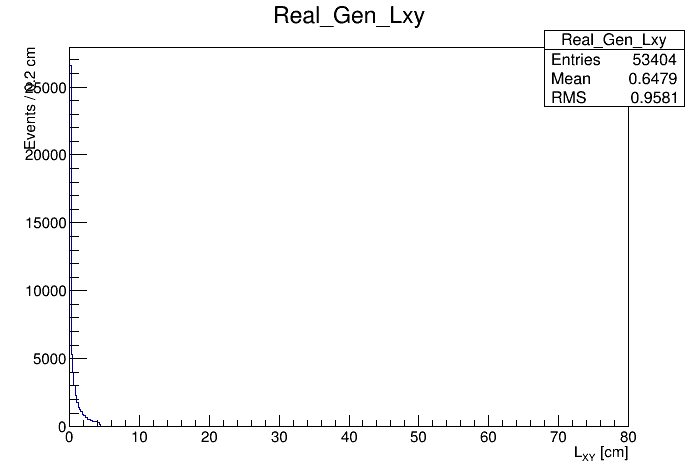 Real_Gen_Lxy
Real_Gen_Lxy
Entries 53404
Mean 0.6479
RMS 0.9581
Events / 0.2 cm
25000
20000
15000
10000
5000
0
0 10 20 30 40 50 60 70 80
L_XY [cm]